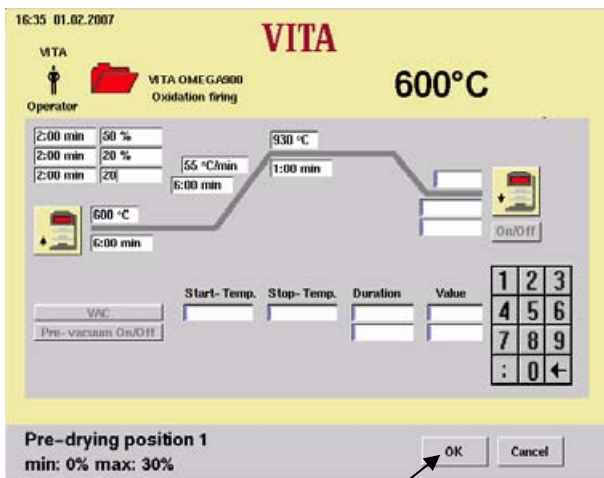 16:35 01.02.2007
VITA
VITA
Operator
VITA OMEGA900
Oxidation firing
600°C
2:00 min 50 %
2:00 min 20 %
2:00 min 20
55 °C/min
6:00 min
930 °C
1:00 min
600 °C
6:00 min
On/Off
Start-Temp. Stop-Temp. Duration Value
VAC
Pre-vacuum On/Off
1 2 3
4 5 6
7 8 9
: 0 ←
Pre-drying position 1
min: 0% max: 30%
OK Cancel